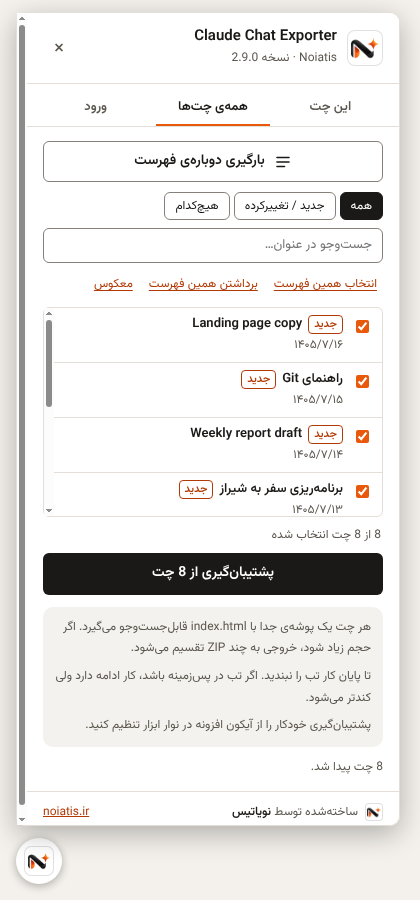 Claude Chat Exporter
Noiatis · نسخه 2.9.0
×
این چت
همه‌ی چت‌ها
ورود
بارگیری دوباره‌ی فهرست
همه
جدید / تغییرکرده
هیچ‌کدام
جست‌وجو در عنوان…
انتخاب همین فهرست
برداشتن همین فهرست
معکوس
Landing page copy جدید
۱۴۰۵/۷/۱۶
راهنمای Git جدید
۱۴۰۵/۷/۱۵
Weekly report draft جدید
۱۴۰۵/۷/۱۴
برنامه‌ریزی سفر به شیراز جدید
۱۴۰۵/۷/۱۳
8 از 8 چت انتخاب شده
پشتیبان‌گیری از 8 چت
هر چت یک پوشه‌ی جدا با index.html قابل‌جست‌وجو می‌گیرد. اگر
حجم زیاد شود، خروجی به چند ZIP تقسیم می‌شود.
تا پایان کار تب را نبندید. اگر تب در پس‌زمینه باشد، کار ادامه دارد ولی
کندتر می‌شود.
پشتیبان‌گیری خودکار را از آیکون افزونه در نوار ابزار تنظیم کنید.
8 چت پیدا شد.
ساخته‌شده توسط نویاتیس
noiatis.ir